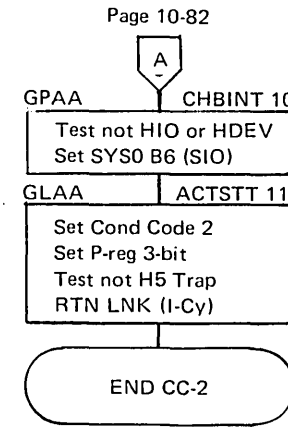 Page 10-82
A
GPAA CHBINT 10
Test not HIO or HDEV
Set SYS0 B6 (SIO)
GLAA ACTSTT 11
Set Cond Code 2
Set P-reg 3-bit
Test not H5 Trap
RTN LNK (I-Cy)
END CC-2